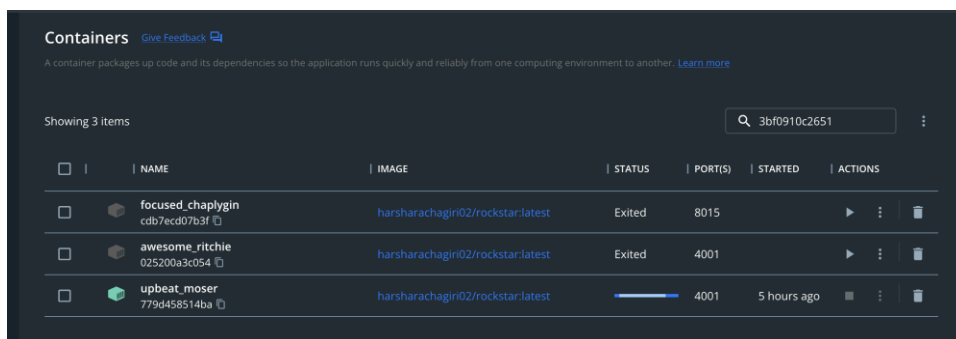 Containers Give Feedback
A container packages up code and its dependencies so the application runs quickly and reliably from one computing environment to another. Learn more
Showing 3 items
3bf0910c2651
NAME IMAGE STATUS PORT(S) STARTED ACTIONS
focused_chaplygin
cdb7ecd07b3f
harsharachagiri02/rockstar:latest Exited 8015
awesome_ritchie
025200a3c054
harsharachagiri02/rockstar:latest Exited 4001
upbeat_moser
779d458514ba
harsharachagiri02/rockstar:latest 4001 5 hours ago